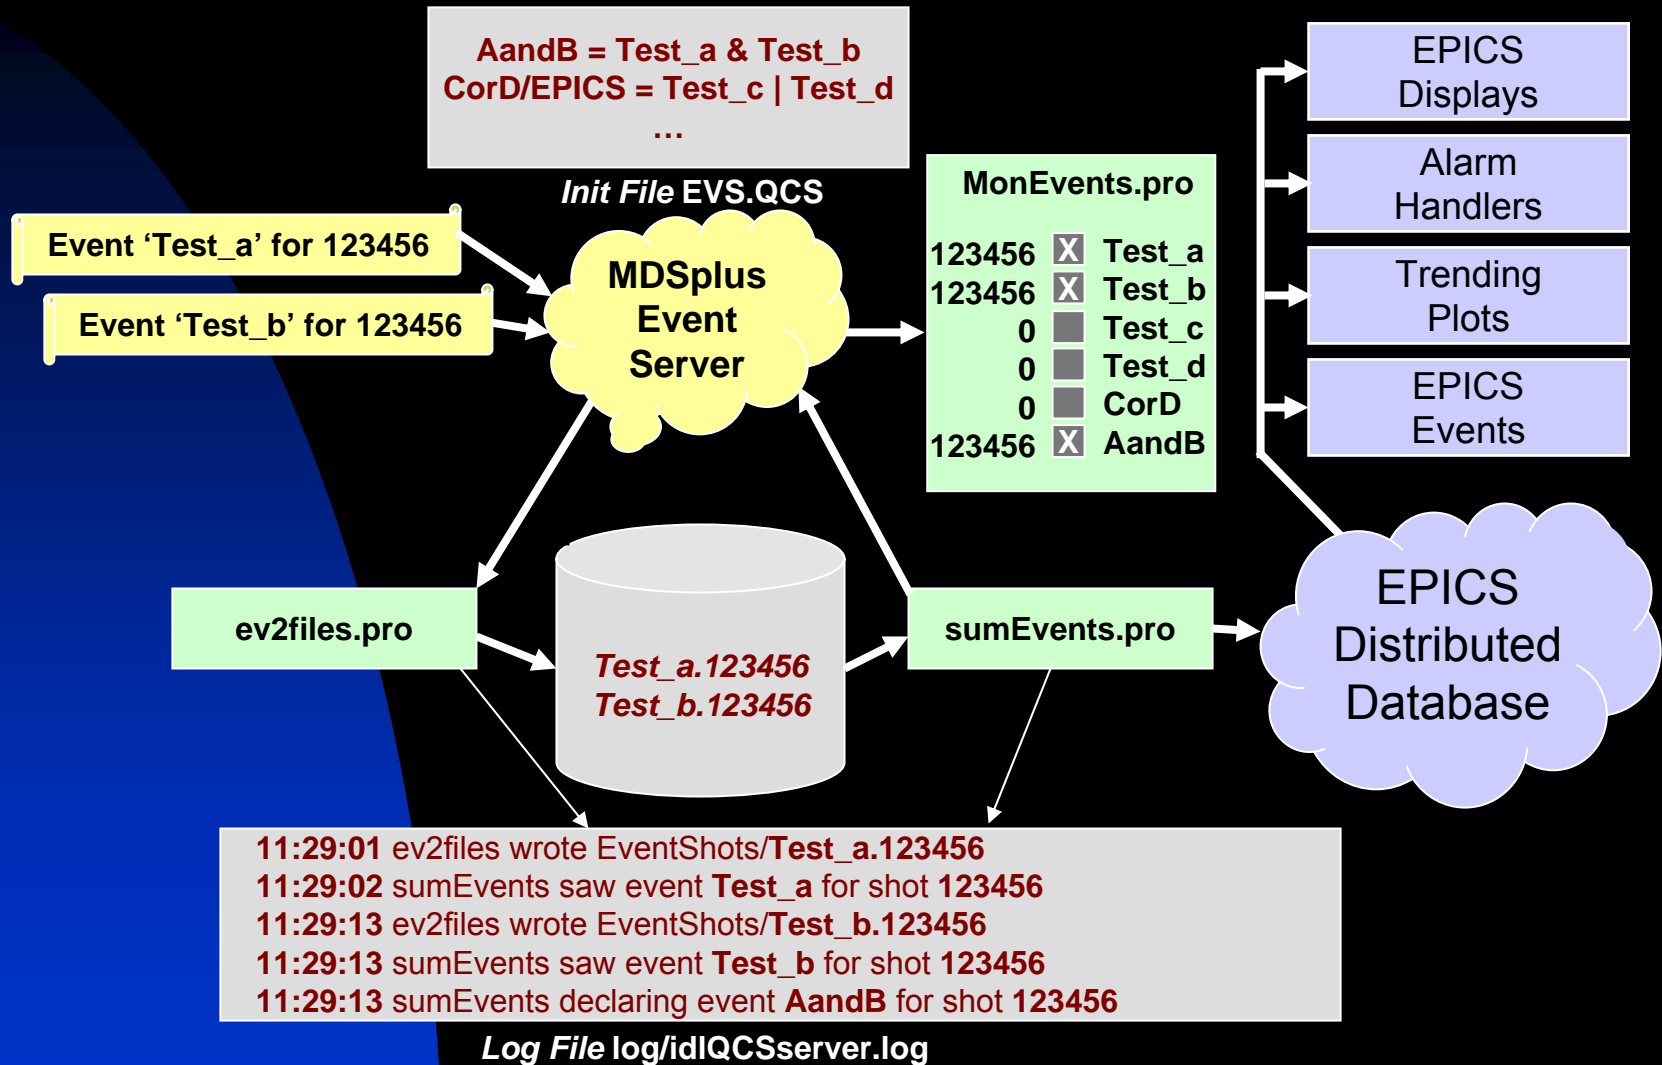 AandB = Test_a & Test_b
CorD/EPICS = Test_c | Test_d
…
Init File EVS.QCS
Event ‘Test_a’ for 123456
Event ‘Test_b’ for 123456
MDSplus
Event
Server
MonEvents.pro
123456 X Test_a
123456 X Test_b
0 Test_c
0 Test_d
0 CorD
123456 X AandB
EPICS
Displays
Alarm
Handlers
Trending
Plots
EPICS
Events
ev2files.pro
Test_a.123456
Test_b.123456
sumEvents.pro
EPICS
Distributed
Database
11:29:01 ev2files wrote EventShots/Test_a.123456
11:29:02 sumEvents saw event Test_a for shot 123456
11:29:13 ev2files wrote EventShots/Test_b.123456
11:29:13 sumEvents saw event Test_b for shot 123456
11:29:13 sumEvents declaring event AandB for shot 123456
Log File log/idlQCSserver.log